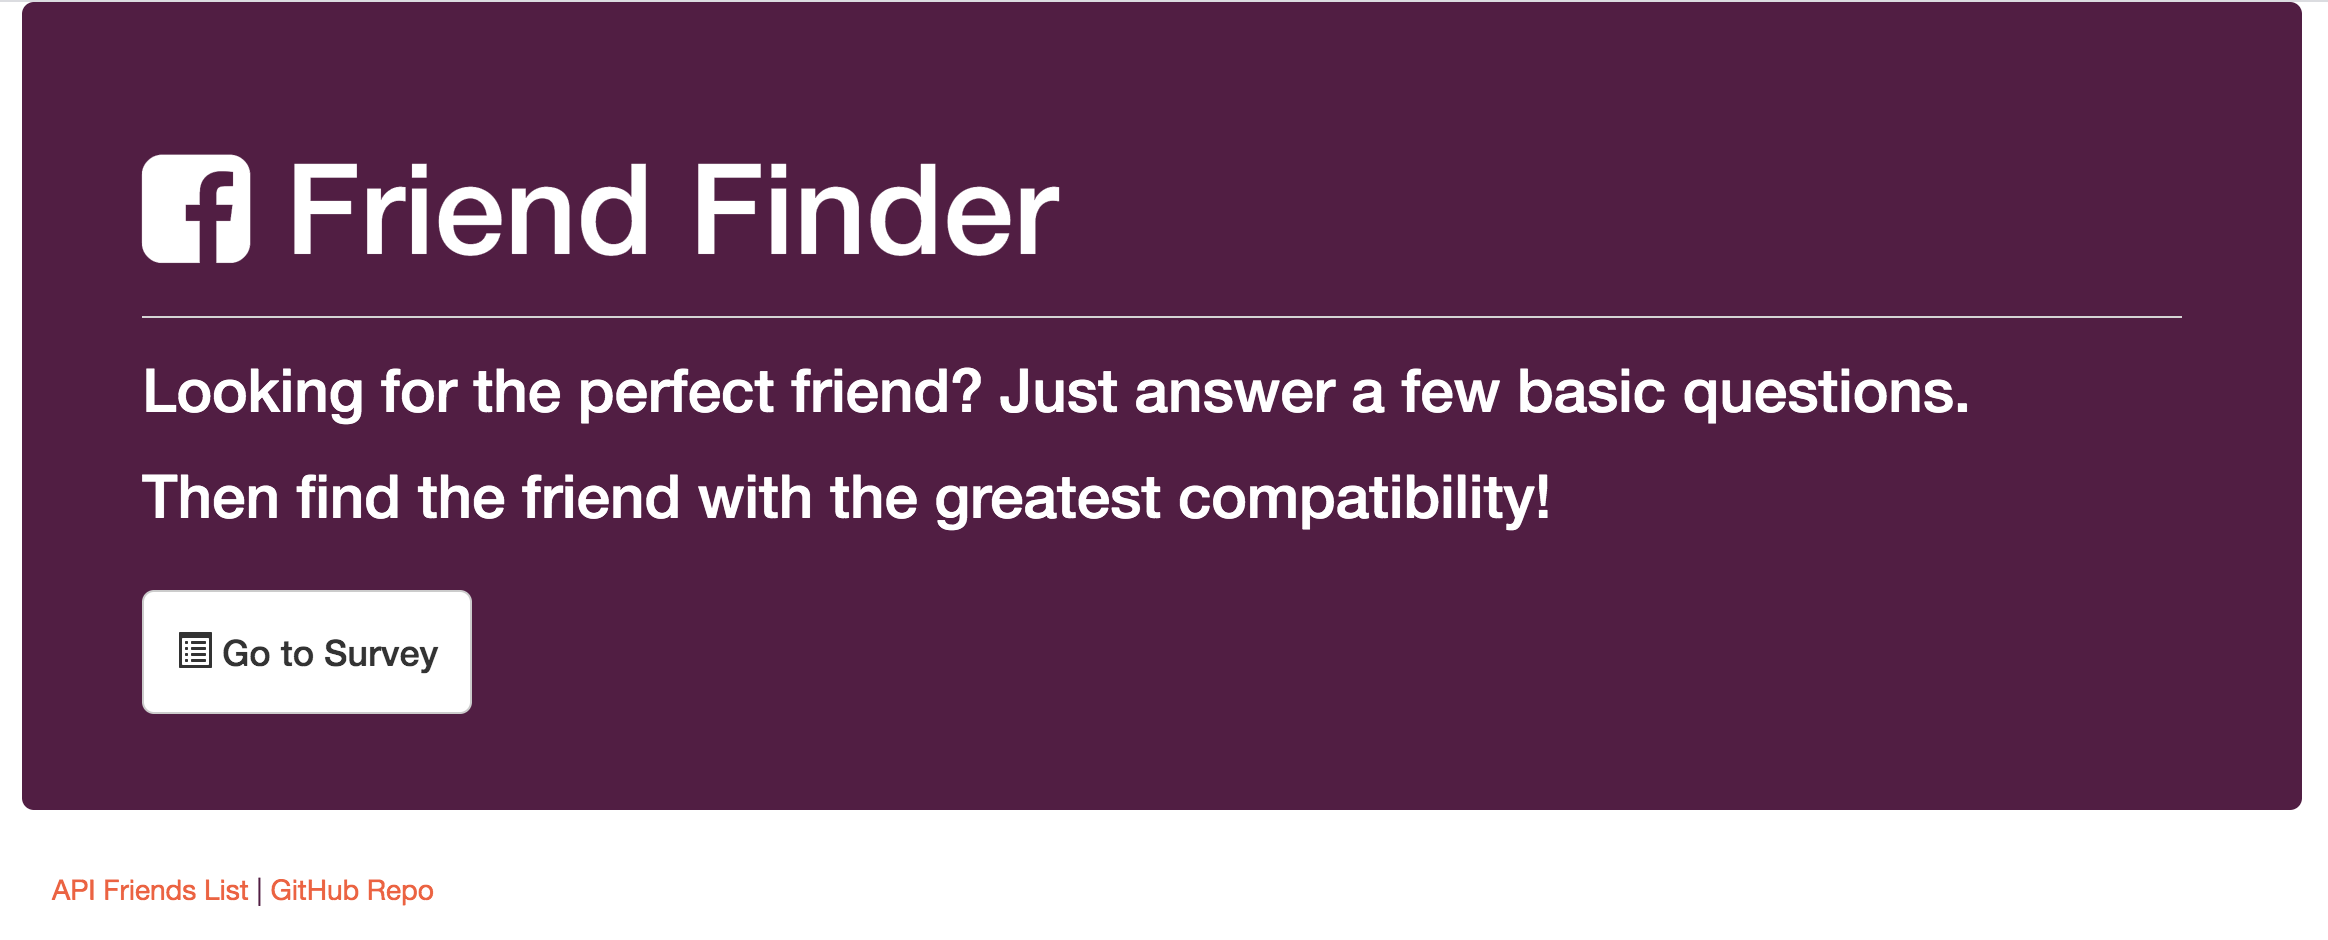 Friend Finder
Looking for the perfect friend? Just answer a few basic questions.
Then find the friend with the greatest compatibility!
Go to Survey
API Friends List | GitHub Repo